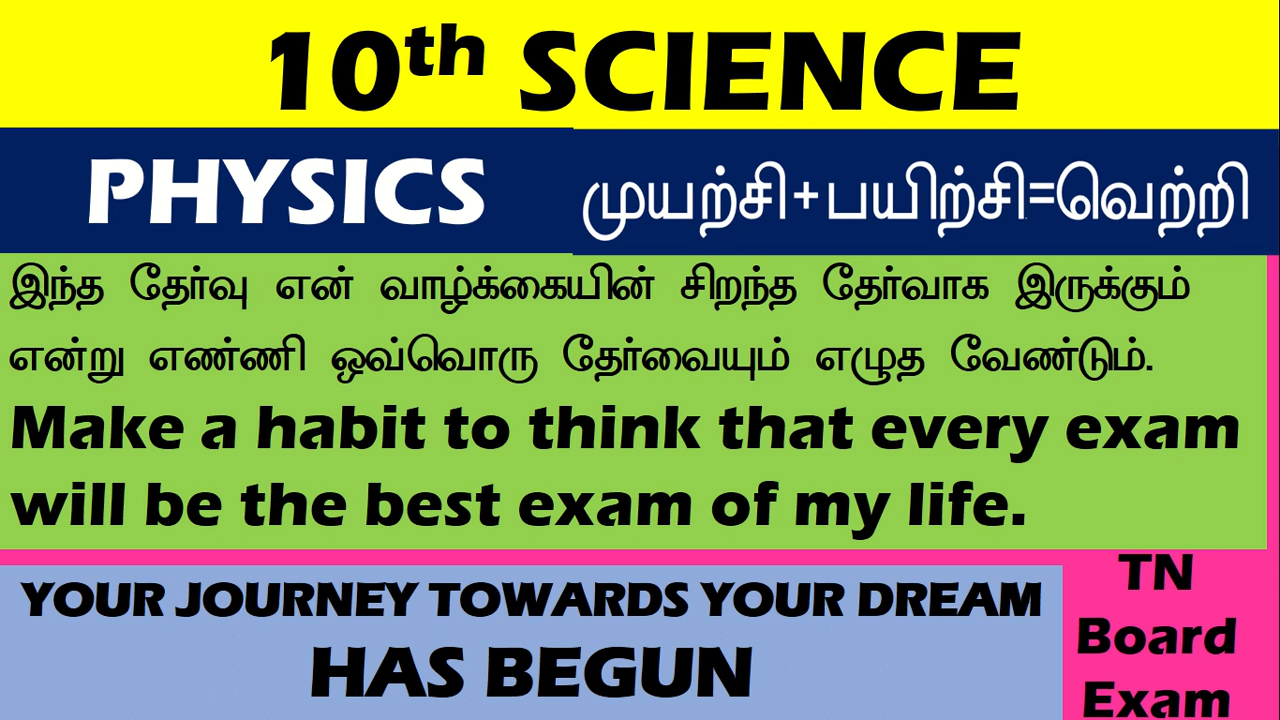 10th SCIENCE
PHYSICS
முயற்சி+பயிற்சி=வெற்றி
இந்த தேர்வு என் வாழ்க்கையின் சிறந்த தேர்வாக இருக்கும்
என்று எண்ணி ஒவ்வொரு தேர்வையும் எழுத வேண்டும்.
Make a habit to think that every exam
will be the best exam of my life.
YOUR JOURNEY TOWARDS YOUR DREAM
HAS BEGUN
TN
Board
Exam